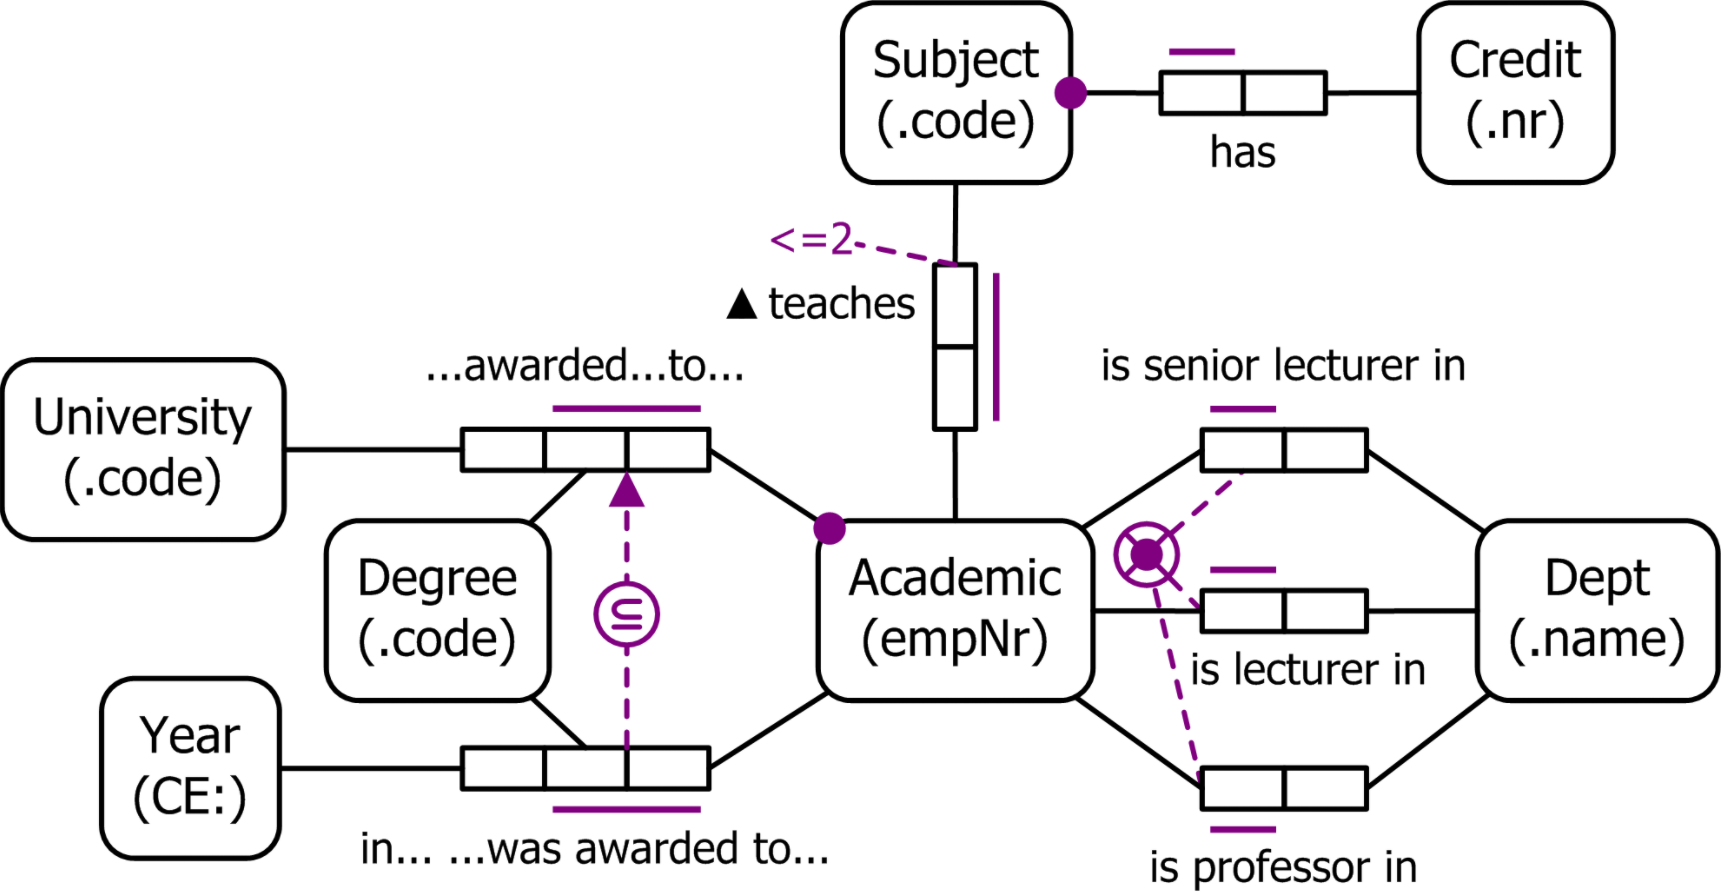 Subject
(.code)
Credit
(.nr)
has
<=2
▲ teaches
...awarded...to...
is senior lecturer in
University
(.code)
Degree
(.code)
⊆
Academic
(empNr)
Dept
(.name)
is lecturer in
Year
(CE:)
in... ...was awarded to...
is professor in